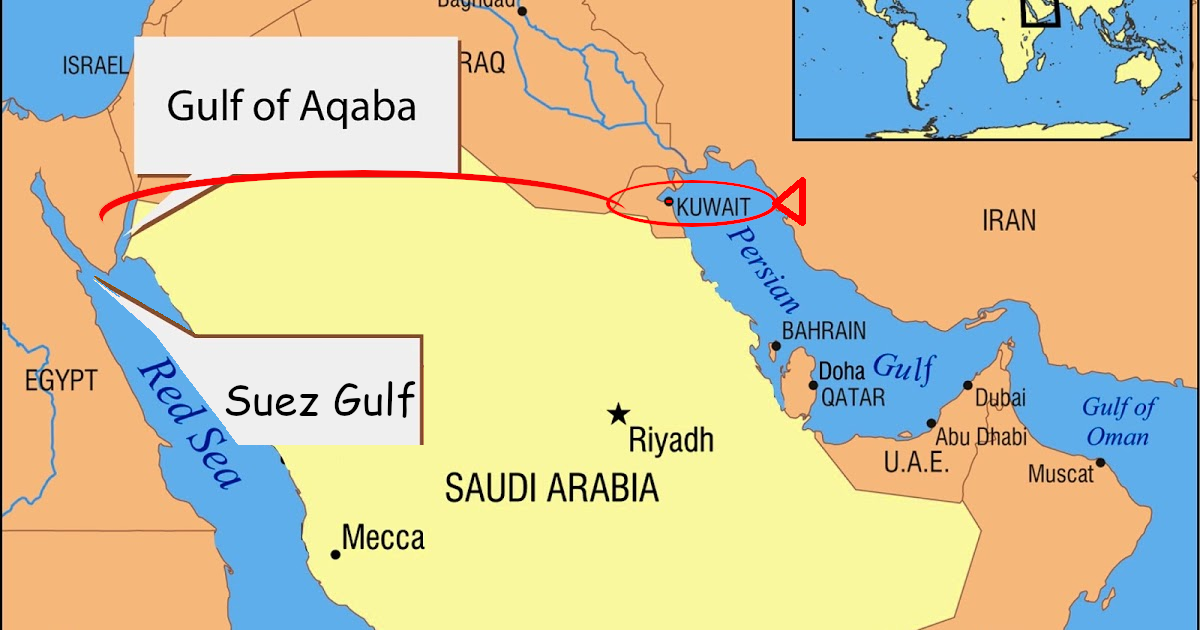 Baghdad
ISRAEL
RAQ
Gulf of Aqaba
KUWAIT
IRAN
Persian
Gulf
BAHRAIN
Doha
QATAR
EGYPT
Red Sea
Suez Gulf
Dubai
Abu Dhabi
U.A.E.
Gulf of
Oman
Muscat
Riyadh
SAUDI ARABIA
Mecca